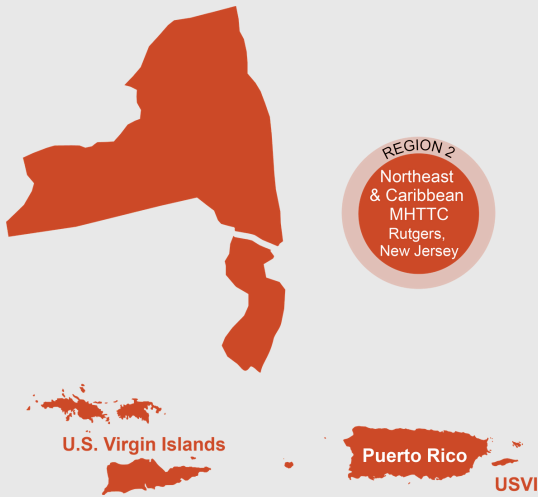 REGION 2
Northeast
& Caribbean
MHTTC
Rutgers,
New Jersey
U.S. Virgin Islands
Puerto Rico
USVI